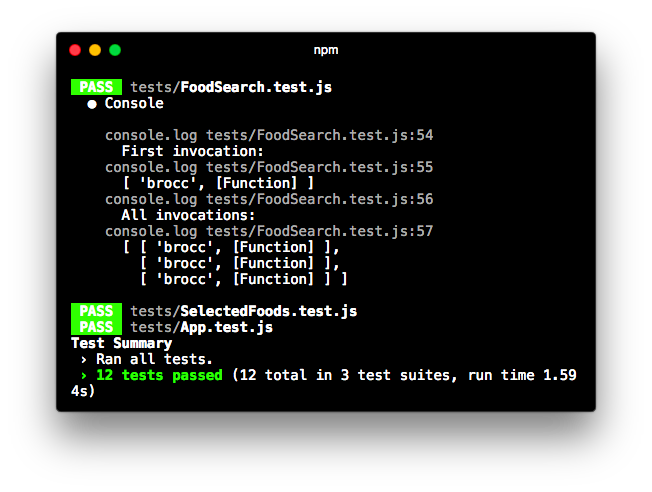 npm
PASS tests/FoodSearch.test.js
● Console
console.log tests/FoodSearch.test.js:54
First invocation:
console.log tests/FoodSearch.test.js:55
[ 'brocc', [Function] ]
console.log tests/FoodSearch.test.js:56
All invocations:
console.log tests/FoodSearch.test.js:57
[ [ 'brocc', [Function] ],
[ 'brocc', [Function] ],
[ 'brocc', [Function] ] ]
PASS tests/SelectedFoods.test.js
PASS tests/App.test.js
Test Summary
› Ran all tests.
› 12 tests passed (12 total in 3 test suites, run time 1.59
4s)